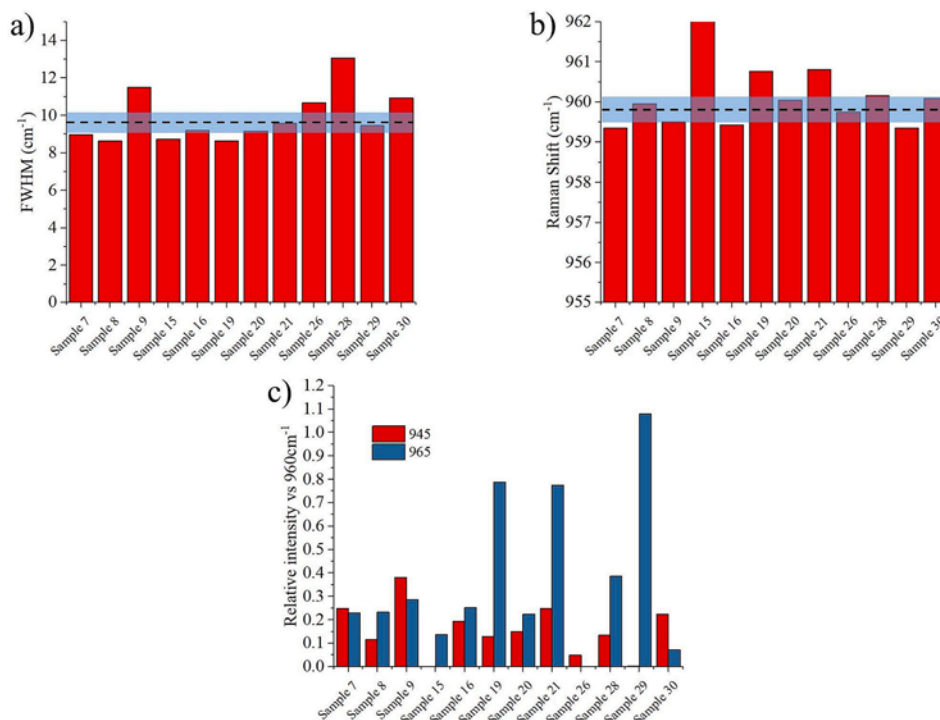 a)
FWHM (cm⁻¹)
14
12
10
8
6
4
2
0
Sample 7
Sample 8
Sample 9
Sample 15
Sample 16
Sample 19
Sample 20
Sample 21
Sample 26
Sample 28
Sample 29
Sample 30
b)
Raman Shift (cm⁻¹)
962
961
960
959
958
957
956
955
Sample 7
Sample 8
Sample 9
Sample 15
Sample 16
Sample 19
Sample 20
Sample 21
Sample 26
Sample 28
Sample 29
Sample 30
c)
Relative intensity vs 960cm⁻¹
1.2
1.1
1.0
0.9
0.8
0.7
0.6
0.5
0.4
0.3
0.2
0.1
0.0
945
965
Sample 7
Sample 8
Sample 9
Sample 15
Sample 16
Sample 19
Sample 20
Sample 21
Sample 26
Sample 28
Sample 29
Sample 30